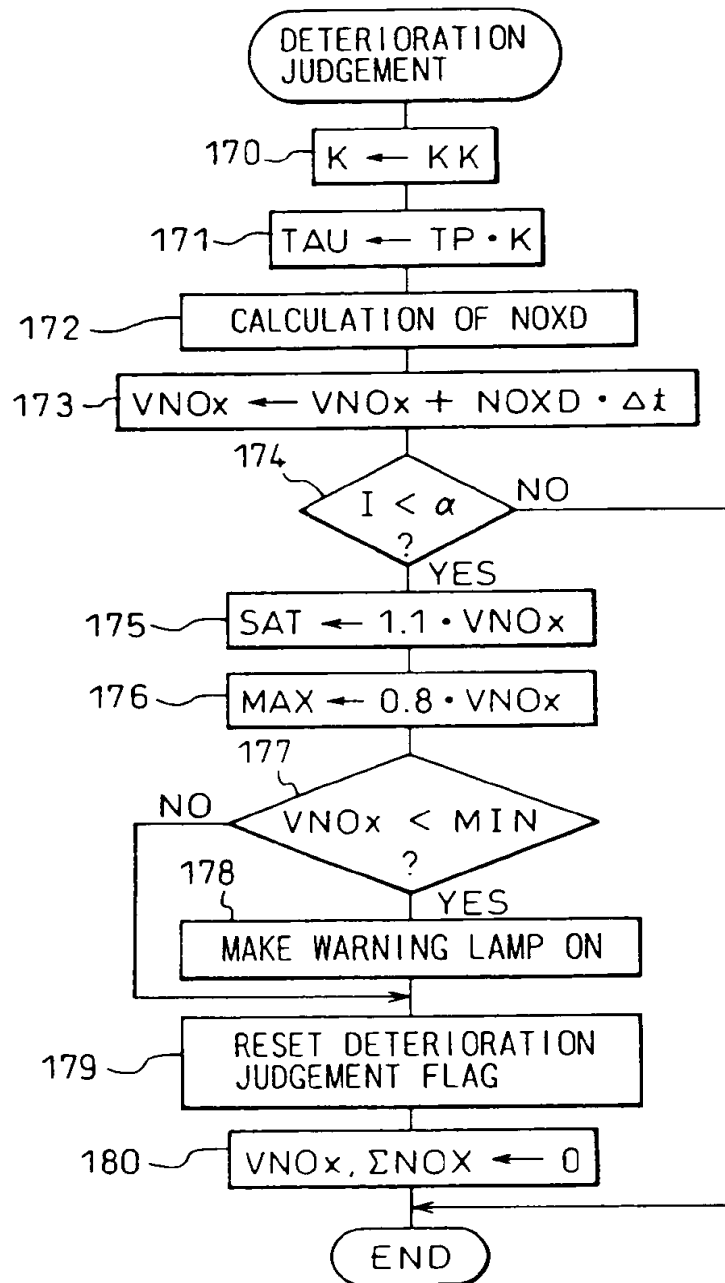 DETERIORATION
JUDGEMENT
170
K ← KK
171
TAU ← TP・K
172
CALCULATION OF NOXD
173
VNOx ← VNOx + NOXD・Δt
174
I < α
?
NO
YES
175
SAT ← 1.1・VNOx
176
MAX ← 0.8・VNOx
177
NO
VNOx < MIN
?
178
YES
MAKE WARNING LAMP ON
179
RESET DETERIORATION
JUDGEMENT FLAG
180
VNOx, ΣNOX ← 0
END